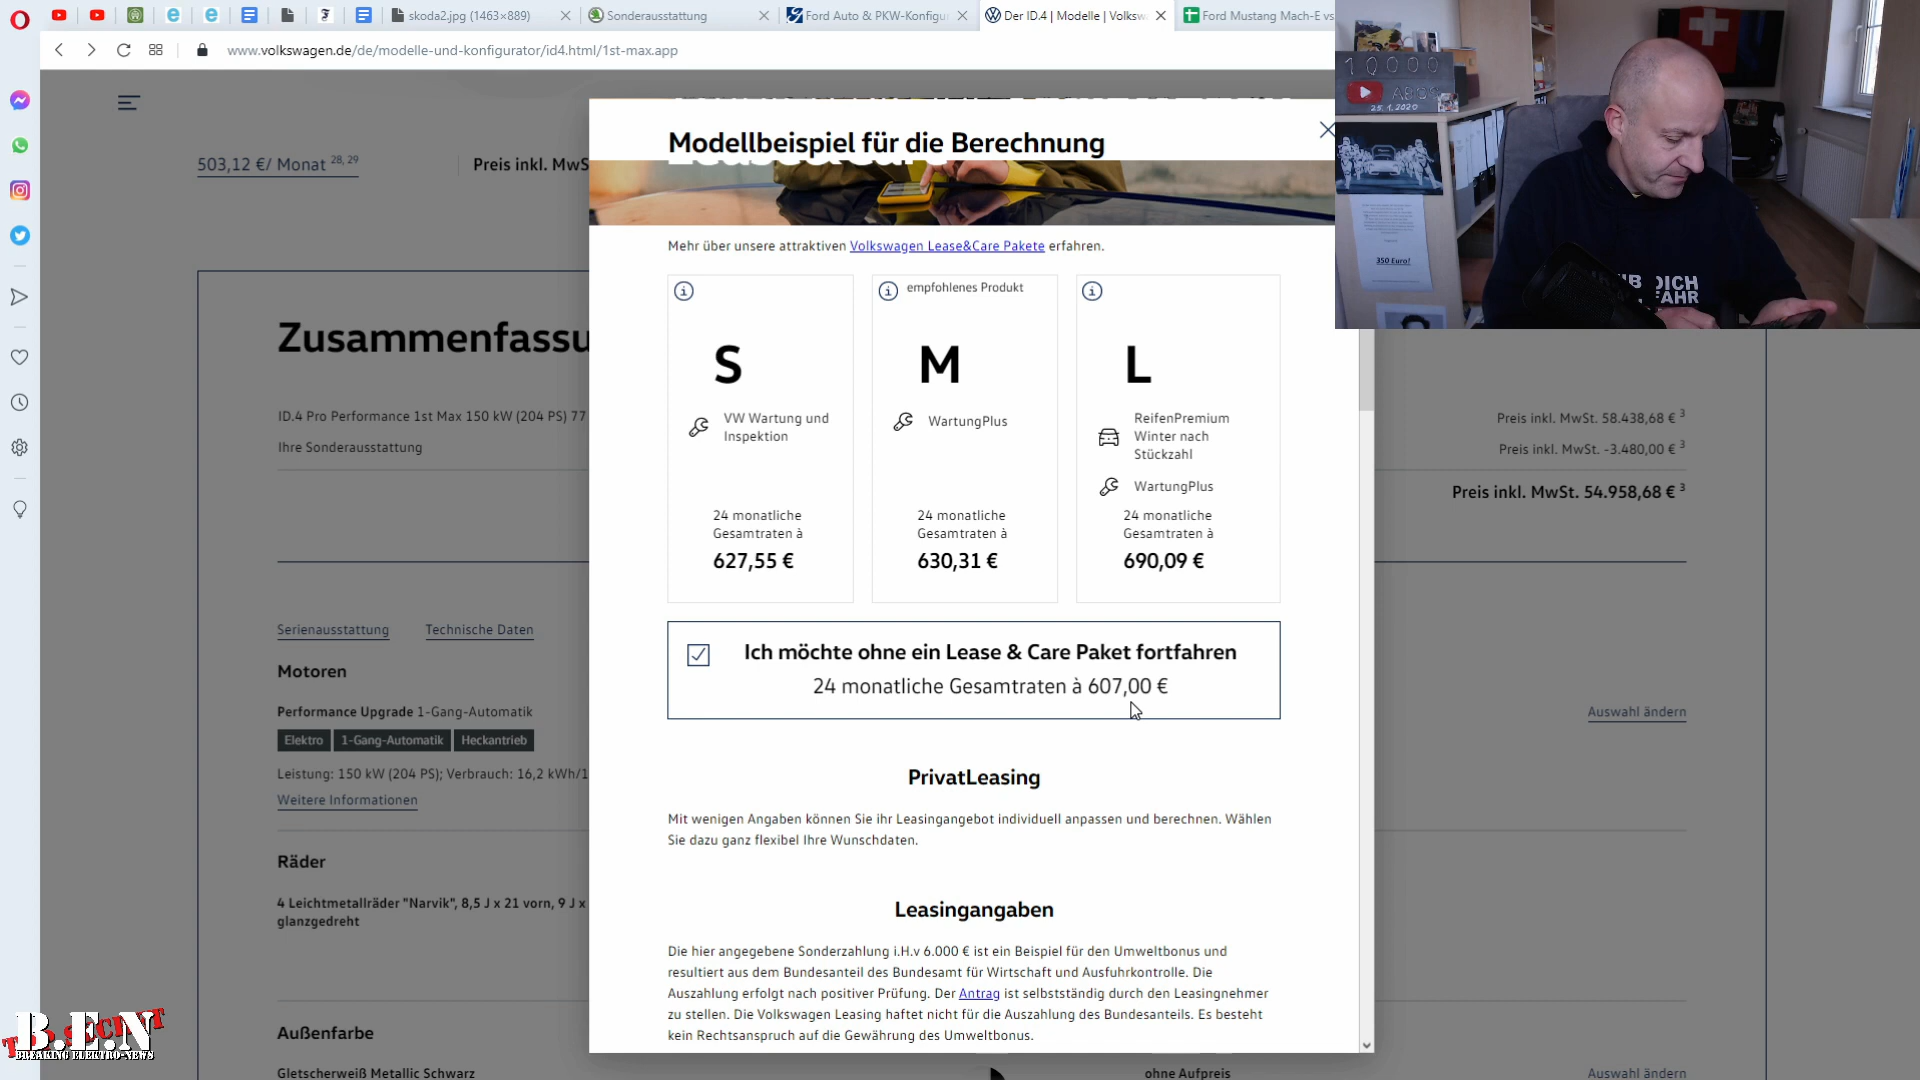 skoda2.jpg (1463×889)
Sonderausstattung
Ford Auto & PKW-Konfigu
Der ID.4 | Modelle | Volksw
Ford Mustang Mach-E vs
www.volkswagen.de/de/modelle-und-konfigurator/id4.html/1st-max.app
503,12 €/ Monat 28, 29
Preis inkl. MwS
Modellbeispiel für die Berechnung
Mehr über unsere attraktiven Volkswagen Lease&Care Pakete erfahren.
empfohlenes Produkt
S
VW Wartung und
Inspektion
24 monatliche
Gesamtraten à
627,55 €
M
WartungPlus
24 monatliche
Gesamtraten à
630,31 €
L
ReifenPremium
Winter nach
Stückzahl
WartungPlus
24 monatliche
Gesamtraten à
690,09 €
Ich möchte ohne ein Lease & Care Paket fortfahren
24 monatliche Gesamtraten à 607,00 €
PrivatLeasing
Mit wenigen Angaben können Sie ihr Leasingangebot individuell anpassen und berechnen. Wählen
Sie dazu ganz flexibel Ihre Wunschdaten.
Leasingangaben
Die hier angegebene Sonderzahlung i.H.v 6.000 € ist ein Beispiel für den Umweltbonus und
resultiert aus dem Bundesanteil des Bundesamt für Wirtschaft und Ausfuhrkontrolle. Die
Auszahlung erfolgt nach positiver Prüfung. Der Antrag ist selbstständig durch den Leasingnehmer
zu stellen. Die Volkswagen Leasing haftet nicht für die Auszahlung des Bundesanteils. Es besteht
kein Rechtsanspruch auf die Gewährung des Umweltbonus.
Zusammenfassu
ID.4 Pro Performance 1st Max 150 kW (204 PS) 77
Preis inkl. MwSt. 58.438,68 € 3
Ihre Sonderausstattung
Preis inkl. MwSt. -3.480,00 € 3
Preis inkl. MwSt. 54.958,68 € 3
Serienausstattung
Technische Daten
Motoren
Performance Upgrade 1-Gang-Automatik
Auswahl ändern
Elektro
1-Gang-Automatik
Heckantrieb
Leistung: 150 kW (204 PS); Verbrauch: 16,2 kWh/1
Weitere Informationen
Räder
4 Leichtmetallräder "Narvik", 8,5 J x 21 vorn, 9 J x
glanzgedreht
Außenfarbe
Gletscherweiß Metallic Schwarz
ohne Aufpreis
Auswahl ändern
10000
ABOS
25.1.2020
350 Euro!
DICH
FAHR
B.E.N
BREAKING ELEKTRO-NEWS